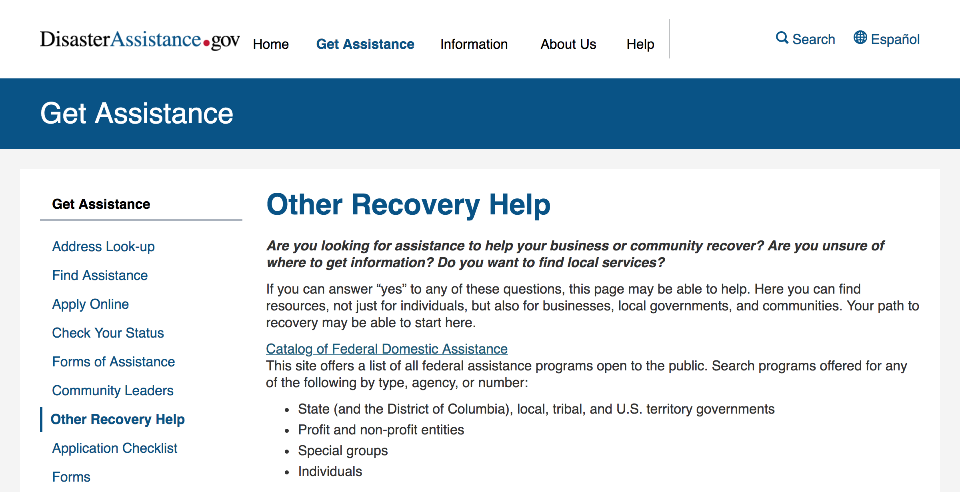 DisasterAssistance.gov Home Get Assistance Information About Us Help Search Español
Get Assistance
Get Assistance
Address Look-up
Find Assistance
Apply Online
Check Your Status
Forms of Assistance
Community Leaders
Other Recovery Help
Application Checklist
Forms
Other Recovery Help
Are you looking for assistance to help your business or community recover? Are you unsure of
where to get information? Do you want to find local services?
If you can answer “yes” to any of these questions, this page may be able to help. Here you can find
resources, not just for individuals, but also for businesses, local governments, and communities. Your path to
recovery may be able to start here.
Catalog of Federal Domestic Assistance
This site offers a list of all federal assistance programs open to the public. Search programs offered for any
of the following by type, agency, or number:
• State (and the District of Columbia), local, tribal, and U.S. territory governments
• Profit and non-profit entities
• Special groups
• Individuals